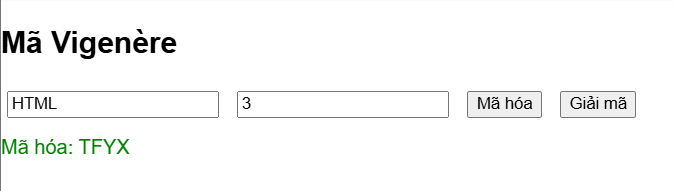 Mã Vigenère
HTML 3 Mã hóa Giải mã
Mã hóa: TFYX